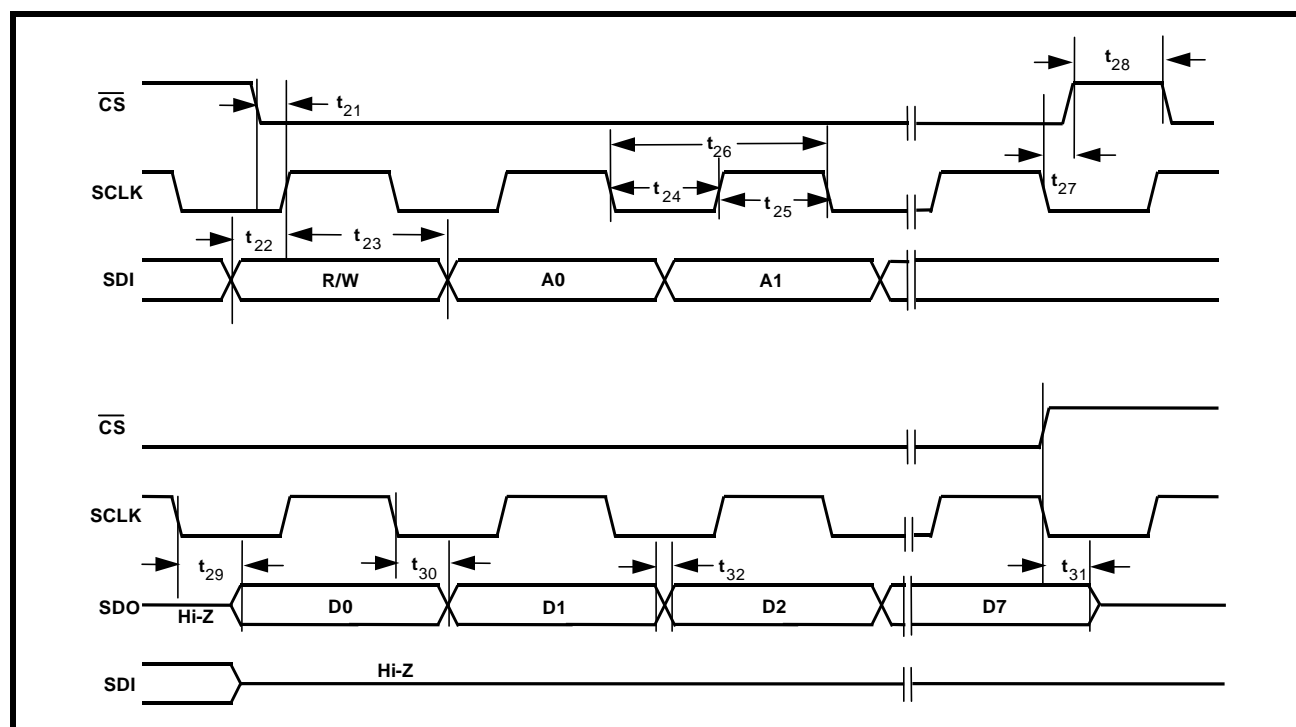 t28
CS
t21
t26
SCLK
t24
t25
t27
t22
t23
SDI
R/W
A0
A1
CS
SCLK
t29
t30
t32
t31
SDO
Hi-Z
D0
D1
D2
D7
SDI
Hi-Z